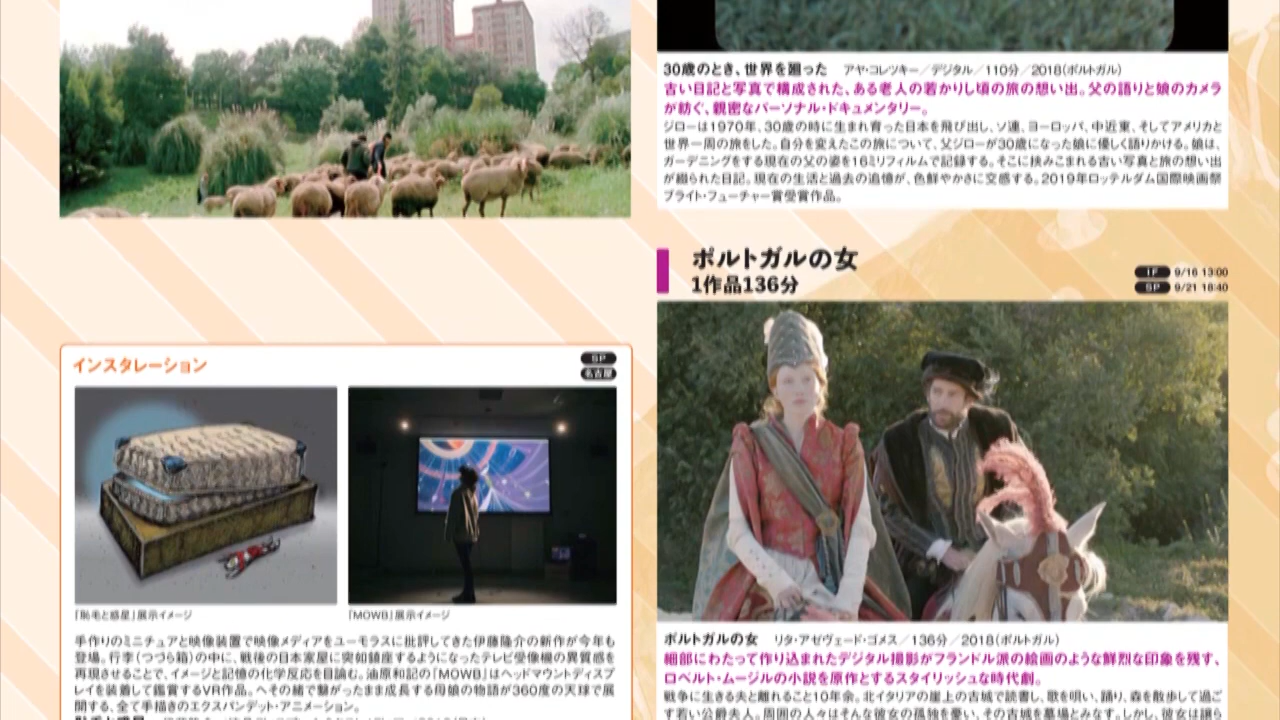 30歳のとき、世界を廻った アヤ・コレツキー/デジタル/110分/2018(ポルトガル)
古い日記と写真で構成された、ある老人の若かりし頃の旅の想い出。父の語りと娘のカメラ
が紡ぐ、親密なパーソナル・ドキュメンタリー。
ジローは1970年、30歳の時に生まれ育った日本を飛び出し、ソ連、ヨーロッパ、中近東、そしてアメリカと
世界一周の旅をした。自分を変えたこの旅について、父ジローが30歳になった娘に優しく語りかける。娘は、
ガーデニングをする現在の父の姿を16ミリフィルムで記録する。そこに挟みこまれる古い写真と旅の想い出
が綴られた日記。現在の生活と過去の追憶が、色鮮やかに交感する。2019年ロッテルダム国際映画祭
ブライト・フューチャー賞受賞作品。
インスタレーション
SP
名古屋
『恥毛と惑星』展示イメージ
『MOWB』展示イメージ
手作りのミニチュアと映像装置で映像メディアをユーモラスに批評してきた伊藤隆介の新作が今年も
登場。行李(つづら箱)の中に、戦後の日本家屋に突如鎮座するようになったテレビ受像機の異質感を
再現させることで、イメージと記憶の化学反応を目論む。油原和記の『MOWB』はヘッドマウントディスプ
レイを装着して鑑賞するVR作品。へその緒で繋がったまま成長する母娘の物語が360度の天球で展
開する、全て手描きのエクスパンデット・アニメーション。
ポルトガルの女
1作品136分
IF 9/16 13:00
SP 9/21 18:40
ポルトガルの女 リタ・アゼヴェード・ゴメス/136分/2018(ポルトガル)
細部にわたって作り込まれたデジタル撮影がフランドル派の絵画のような鮮烈な印象を残す、
ロベルト・ムージルの小説を原作とするスタイリッシュな時代劇。
戦争に生きる夫と離れること10年余。北イタリアの崖上の古城で読書し、歌を唄い、踊り、森を散歩して過ご
す若い公爵夫人。周囲の人々はそんな彼女の孤独を憂い、その古城を墓場とみなす。しかし、彼女は譲ら